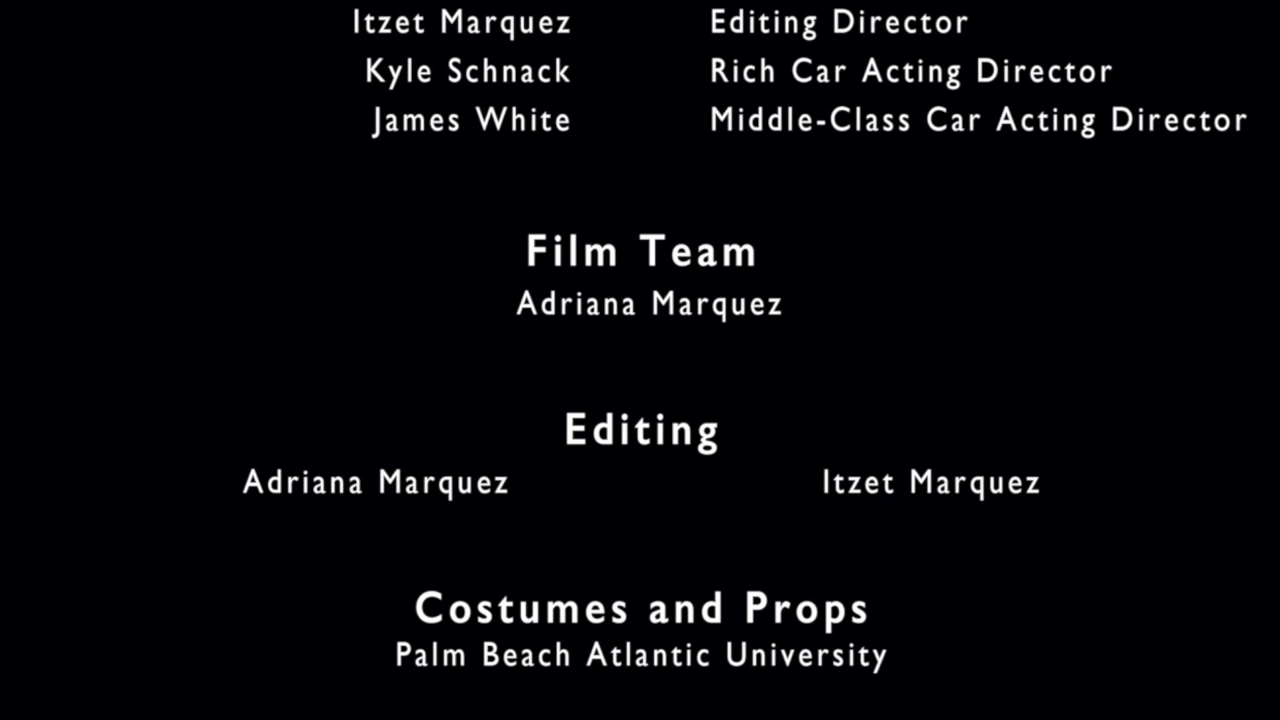 Itzet Marquez Editing Director
Kyle Schnack Rich Car Acting Director
James White Middle-Class Car Acting Director
Film Team
Adriana Marquez
Editing
Adriana Marquez Itzet Marquez
Costumes and Props
Palm Beach Atlantic University